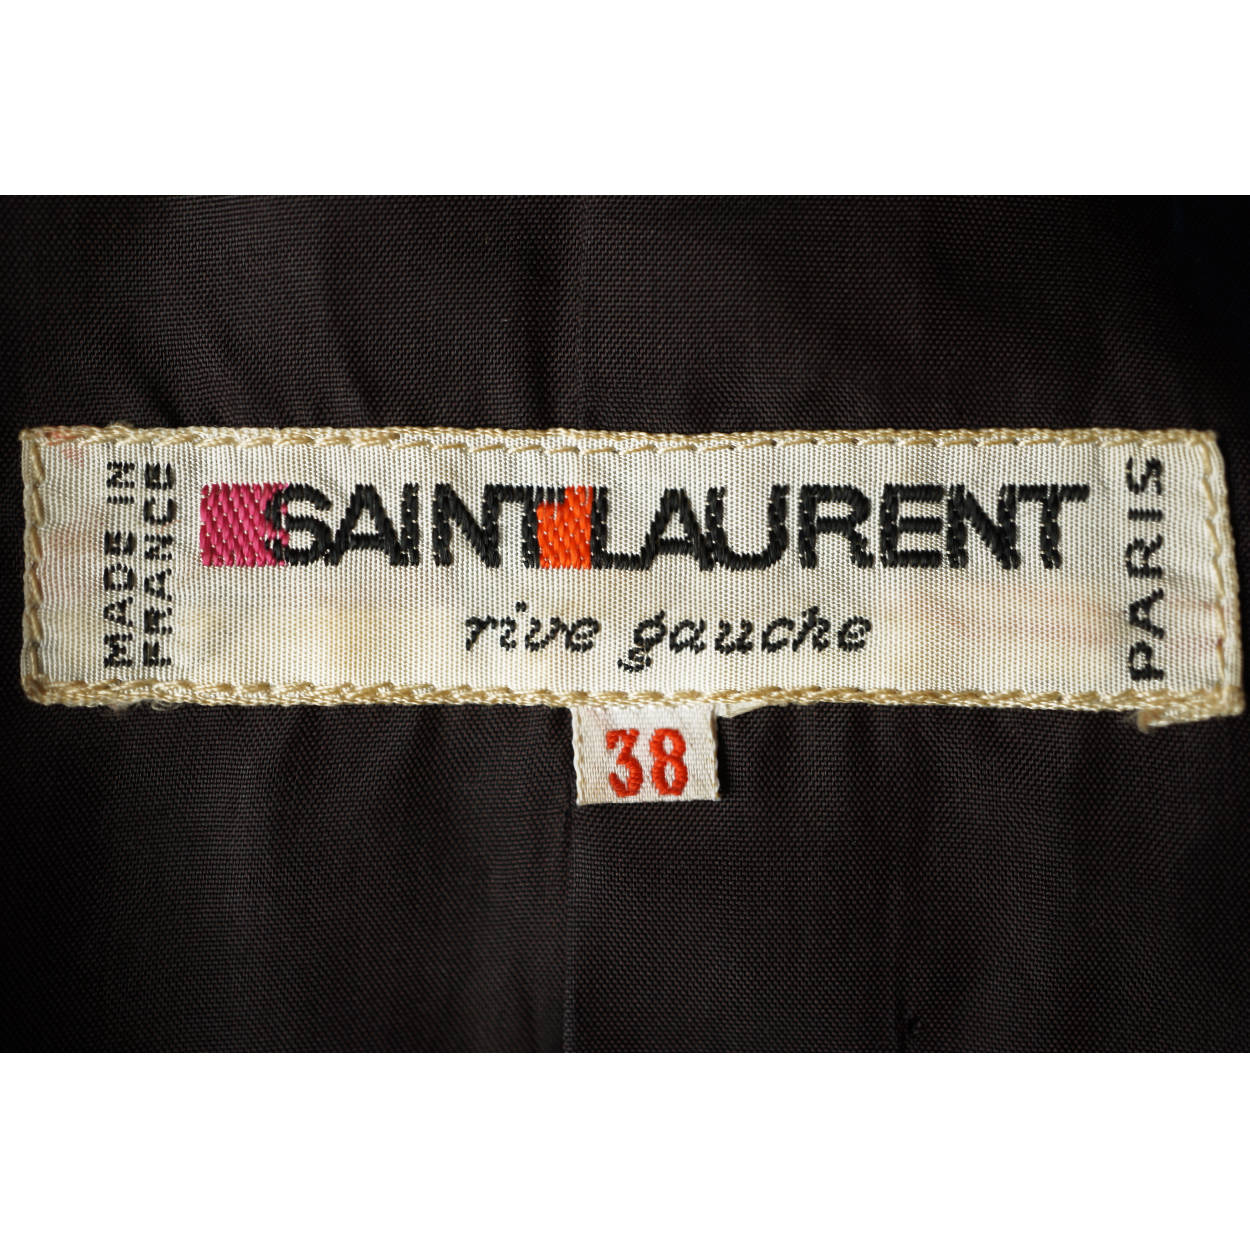 MADE IN
FRANCE
SAINT LAURENT
rive gauche
PARIS
38